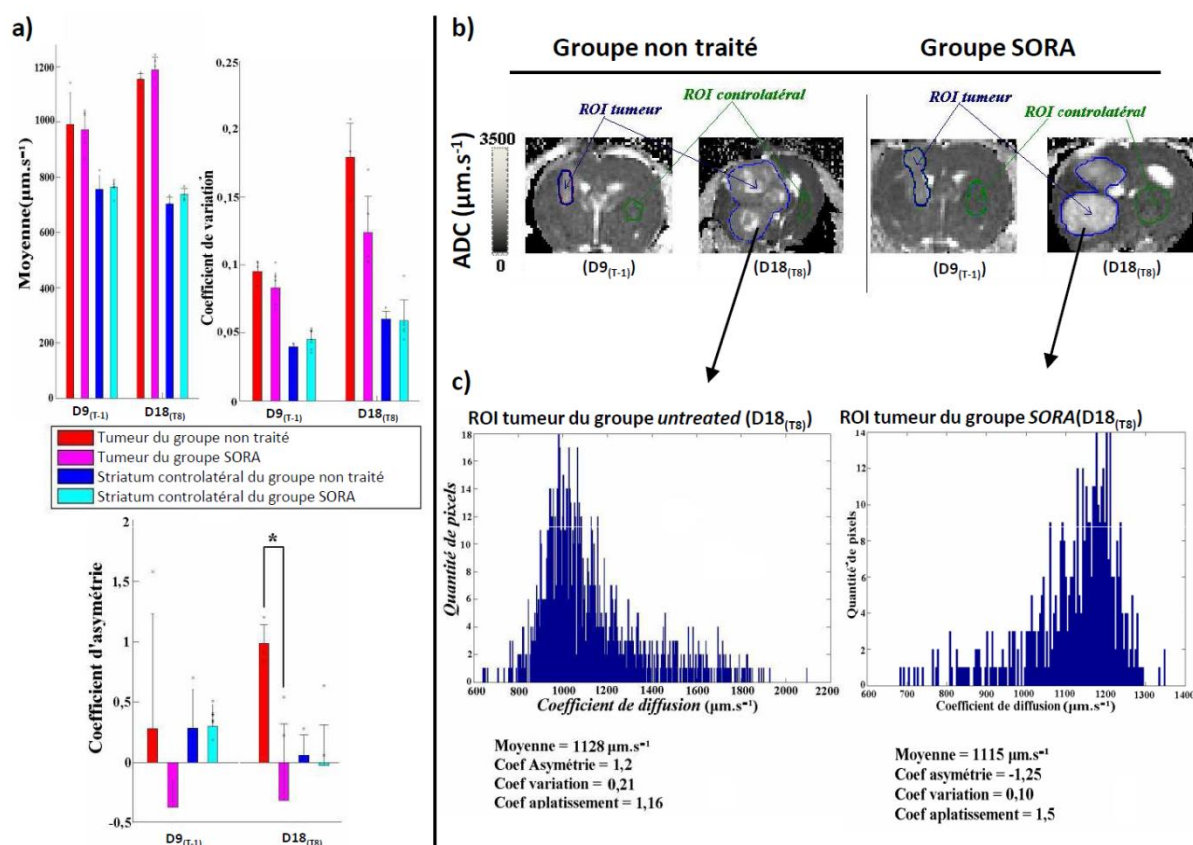 a)
Moyenne(µm.s⁻¹)
1200
1000
800
600
400
200
0
D9(T-1)
D18(T8)
Coefficient de variation
0,25
0,2
0,15
0,1
0,05
0
D9(T-1)
D18(T8)
Tumeur du groupe non traité
Tumeur du groupe SORA
Striatum controlatéral du groupe non traité
Striatum controlatéral du groupe SORA
Coefficient d'asymétrie
2
1,5
1
0,5
0
-0,5
*
D9(T-1)
D18(T8)
b)
Groupe non traité
Groupe SORA
ROI tumeur
ROI controlatéral
ROI tumeur
ROI controlatéral
ADC (µm.s⁻¹)
3500
0
(D9(T-1))
(D18(T8))
(D9(T-1))
(D18(T8))
c)
ROI tumeur du groupe untreated (D18(T8))
Quantité de pixels
18
16
14
12
10
8
6
4
2
0
600 800 1000 1200 1400 1600 1800 2000 2200
Coefficient de diffusion (µm.s⁻¹)
Moyenne = 1128 µm.s⁻¹
Coef Asymétrie = 1,2
Coef variation = 0,21
Coef aplatissement = 1,16
ROI tumeur du groupe SORA(D18(T8))
Quantité de pixels
14
12
10
8
6
4
2
0
600 700 800 900 1000 1100 1200 1300 1400
Coefficient de diffusion (µm.s⁻¹)
Moyenne = 1115 µm.s⁻¹
Coef asymétrie = -1,25
Coef variation = 0,10
Coef aplatissement = 1,5